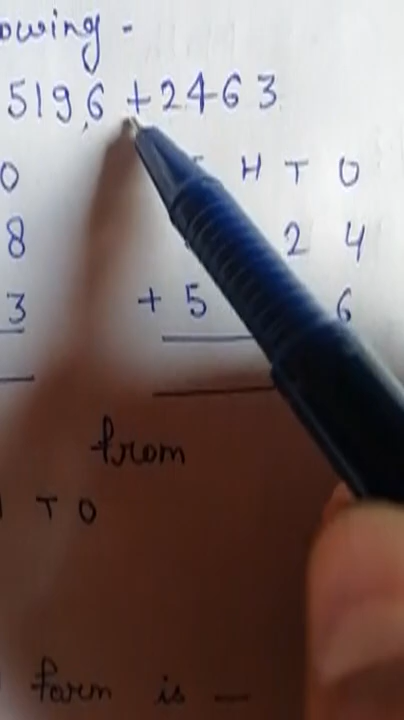 owing -
5196 + 2463
O H T O
8 2 4
3 + 5 6
from
T O
form is —